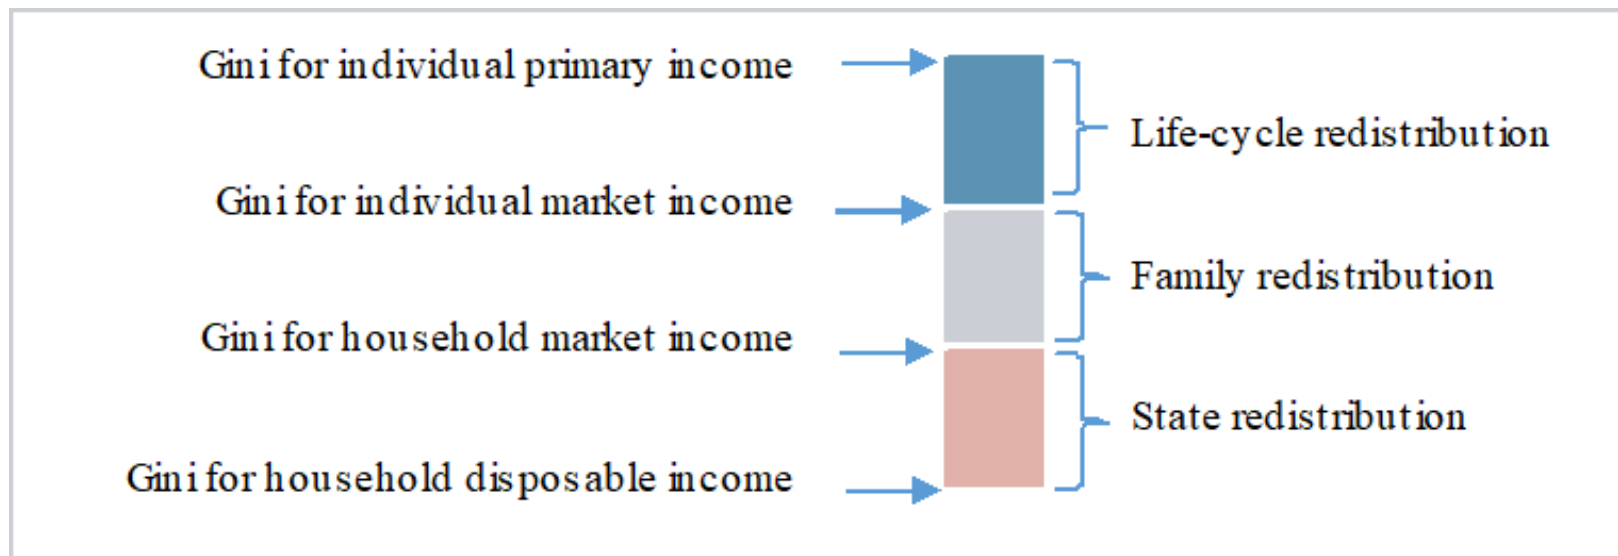 Gini for individual primary income
Life-cycle redistribution
Gini for individual market income
Family redistribution
Gini for household market income
State redistribution
Gini for household disposable income